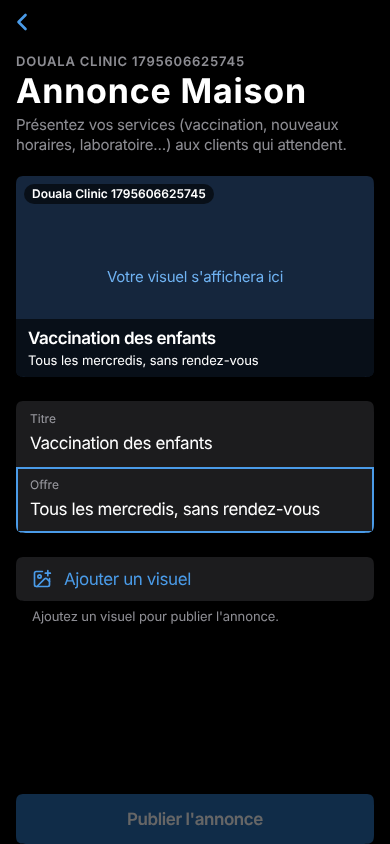 DOUALA CLINIC 1795606625745
Annonce Maison
Présentez vos services (vaccination, nouveaux
horaires, laboratoire...) aux clients qui attendent.
Douala Clinic 1795606625745
Votre visuel s'affichera ici
Vaccination des enfants
Tous les mercredis, sans rendez-vous
Titre
Vaccination des enfants
Offre
Tous les mercredis, sans rendez-vous
Ajouter un visuel
Ajoutez un visuel pour publier l'annonce.
Publier l'annonce